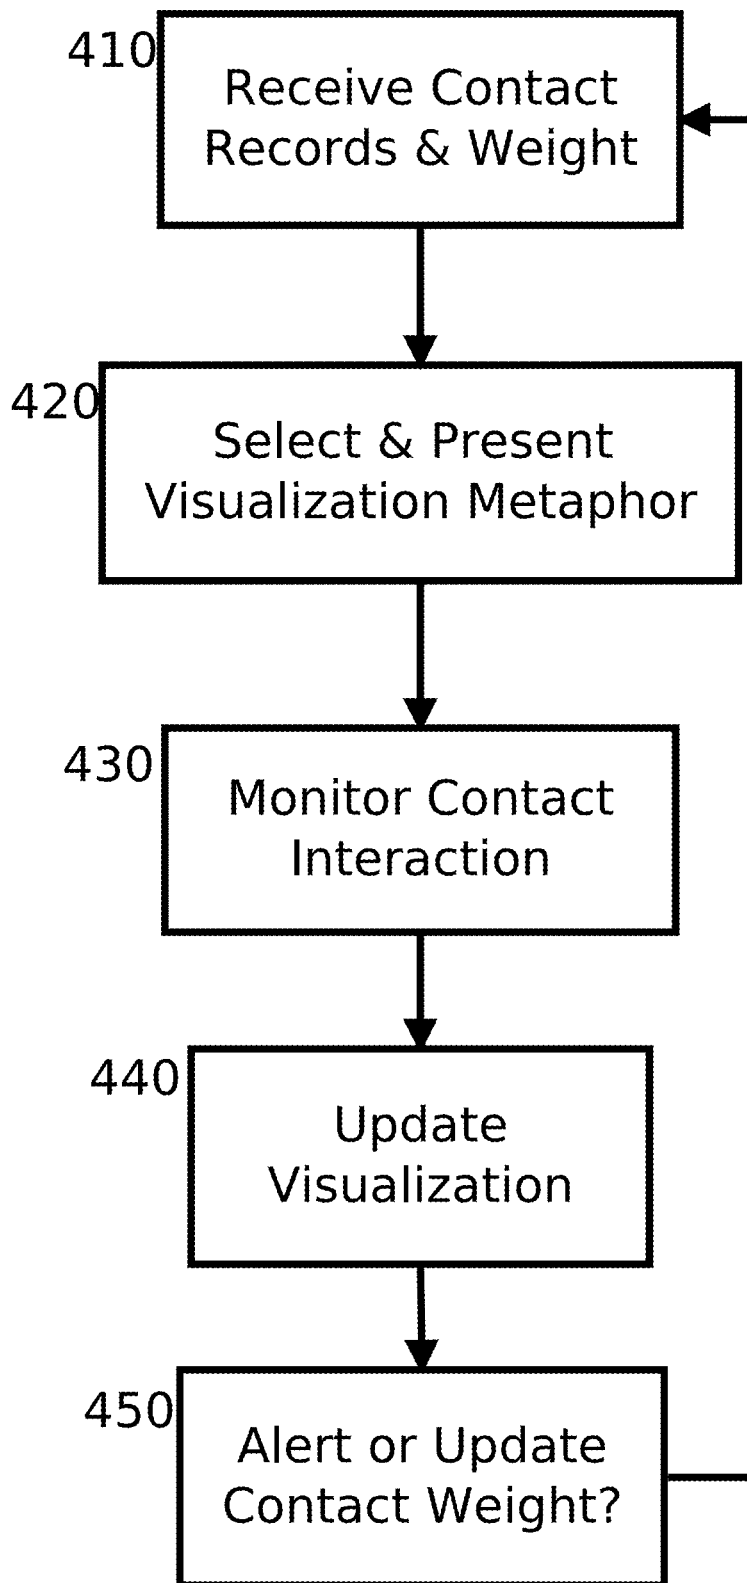 410
Receive Contact
Records & Weight
420
Select & Present
Visualization Metaphor
430
Monitor Contact
Interaction
440
Update
Visualization
450
Alert or Update
Contact Weight?